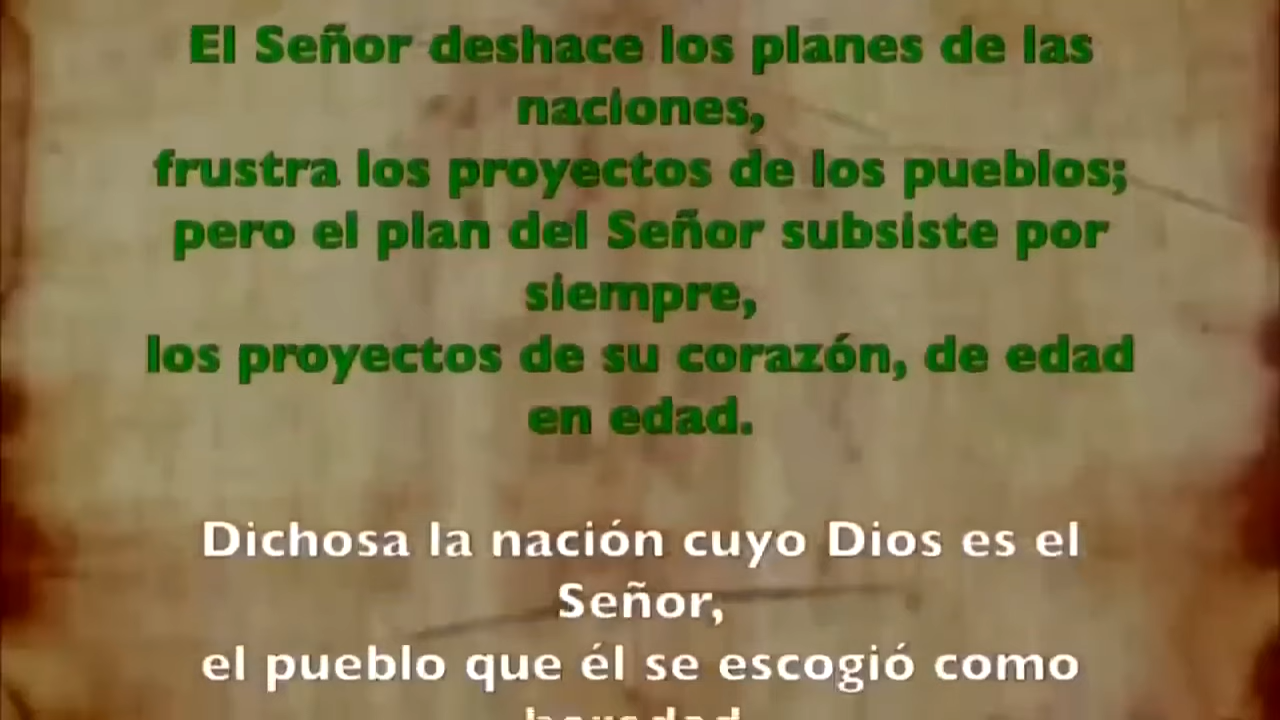 El Señor deshace los planes de las
naciones,
frustra los proyectos de los pueblos;
pero el plan del Señor subsiste por
siempre,
los proyectos de su corazón, de edad
en edad.
Dichosa la nación cuyo Dios es el
Señor,
el pueblo que él se escogió como